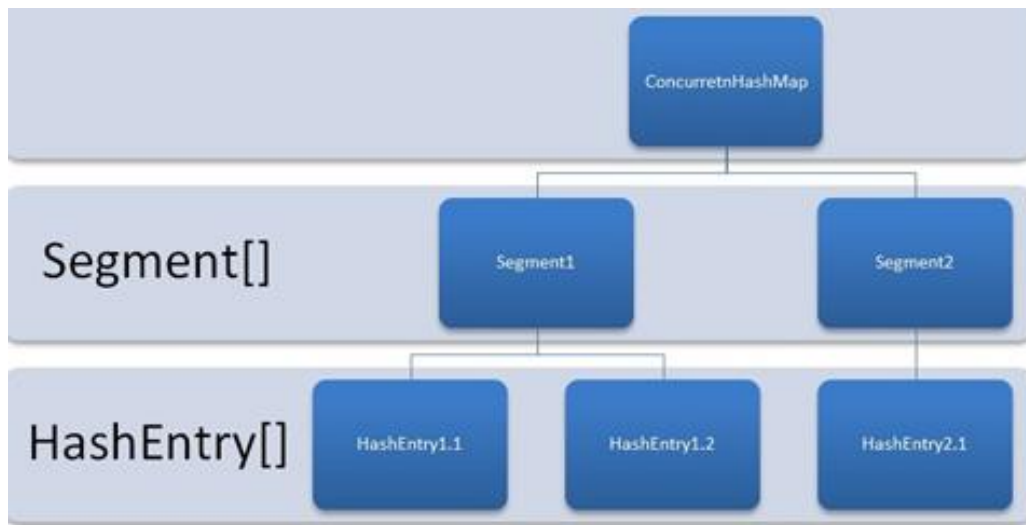 ConcurretnHashMap
Segment[]
Segment1
Segment2
HashEntry[]
HashEntry1.1
HashEntry1.2
HashEntry2.1